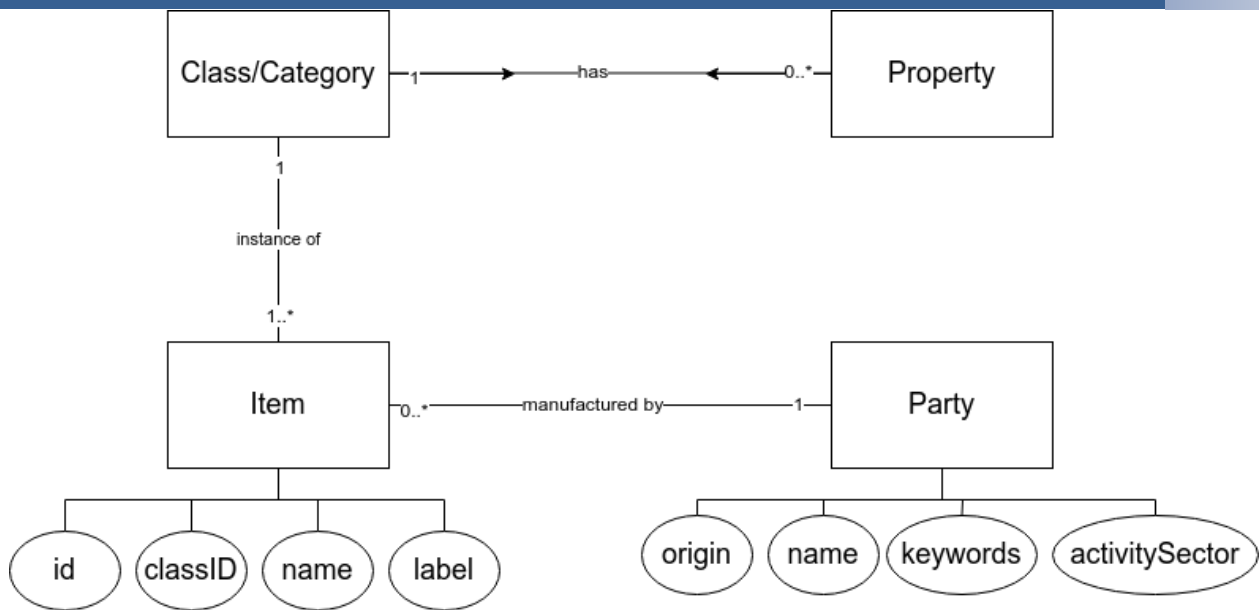 Class/Category
1
has
0..*
Property
1
instance of
1..*
Item
0..*
manufactured by
1
Party
id
classID
name
label
origin
name
keywords
activitySector